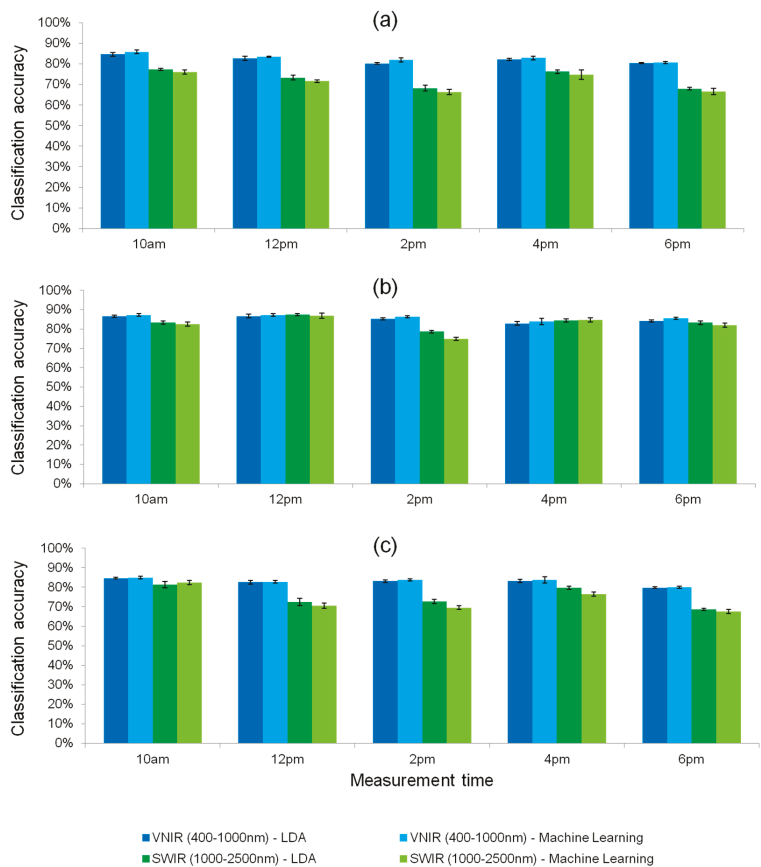 (a)
Classification accuracy
100%
90%
80%
70%
60%
50%
40%
30%
20%
10%
0%
10am 12pm 2pm 4pm 6pm
(b)
Classification accuracy
100%
90%
80%
70%
60%
50%
40%
30%
20%
10%
0%
10am 12pm 2pm 4pm 6pm
(c)
Classification accuracy
100%
90%
80%
70%
60%
50%
40%
30%
20%
10%
0%
10am 12pm 2pm 4pm 6pm
Measurement time
VNIR (400-1000nm) - LDA VNIR (400-1000nm) - Machine Learning
SWIR (1000-2500nm) - LDA SWIR (1000-2500nm) - Machine Learning